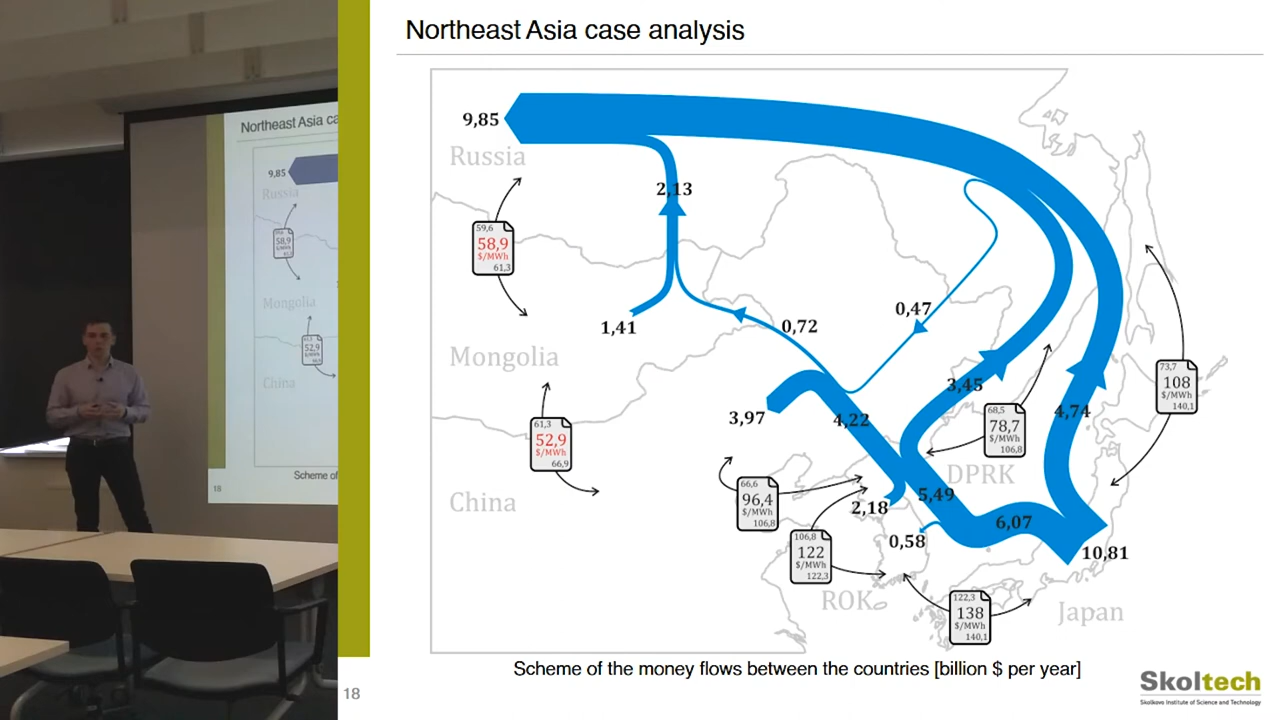 Northeast Asia case analysis
9,85
Russia
2,13
59,6
58,9
$/MWh
61,3
1,41
Mongolia
0,72
0,47
3,97
4,22
3,45
4,74
73,7
108
$/MWh
140,1
68,5
78,7
$/MWh
106,8
61,3
52,9
$/MWh
66,9
China
DPRK
66,6
96,4
$/MWh
106,8
2,18
5,49
6,07
0,58
10,81
106,8
122
$/MWh
122,3
ROK
122,3
138
$/MWh
140,1
Japan
Scheme of the money flows between the countries [billion $ per year]
18
Skoltech
Skolkovo Institute of Science and Technology
Northeast Asia ca
9,85
Russia
58,9
$/MWh
Mongolia
52,9
$/MWh
China
Scheme of
18